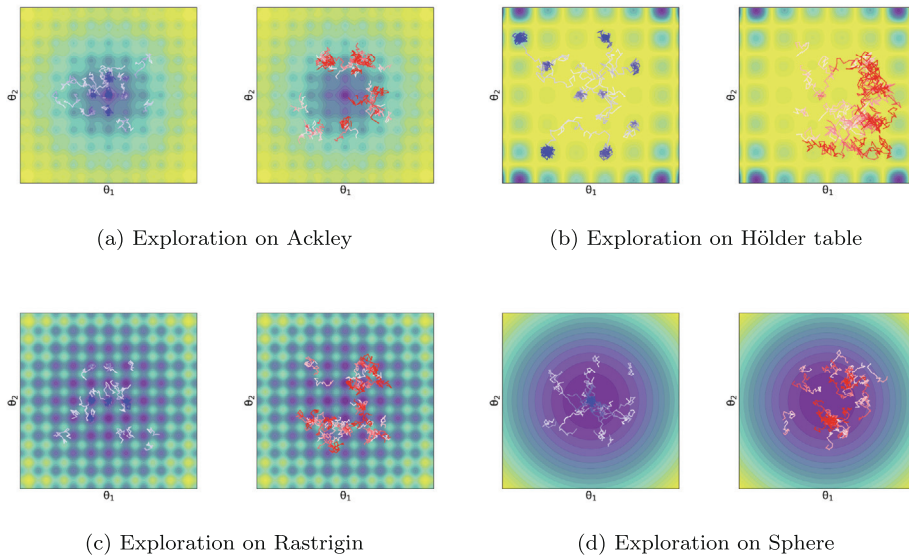 θ2
θ1
θ2
θ1
θ2
θ1
θ2
θ1
(a) Exploration on Ackley
(b) Exploration on Hölder table
θ2
θ1
θ2
θ1
θ2
θ1
θ2
θ1
(c) Exploration on Rastrigin
(d) Exploration on Sphere